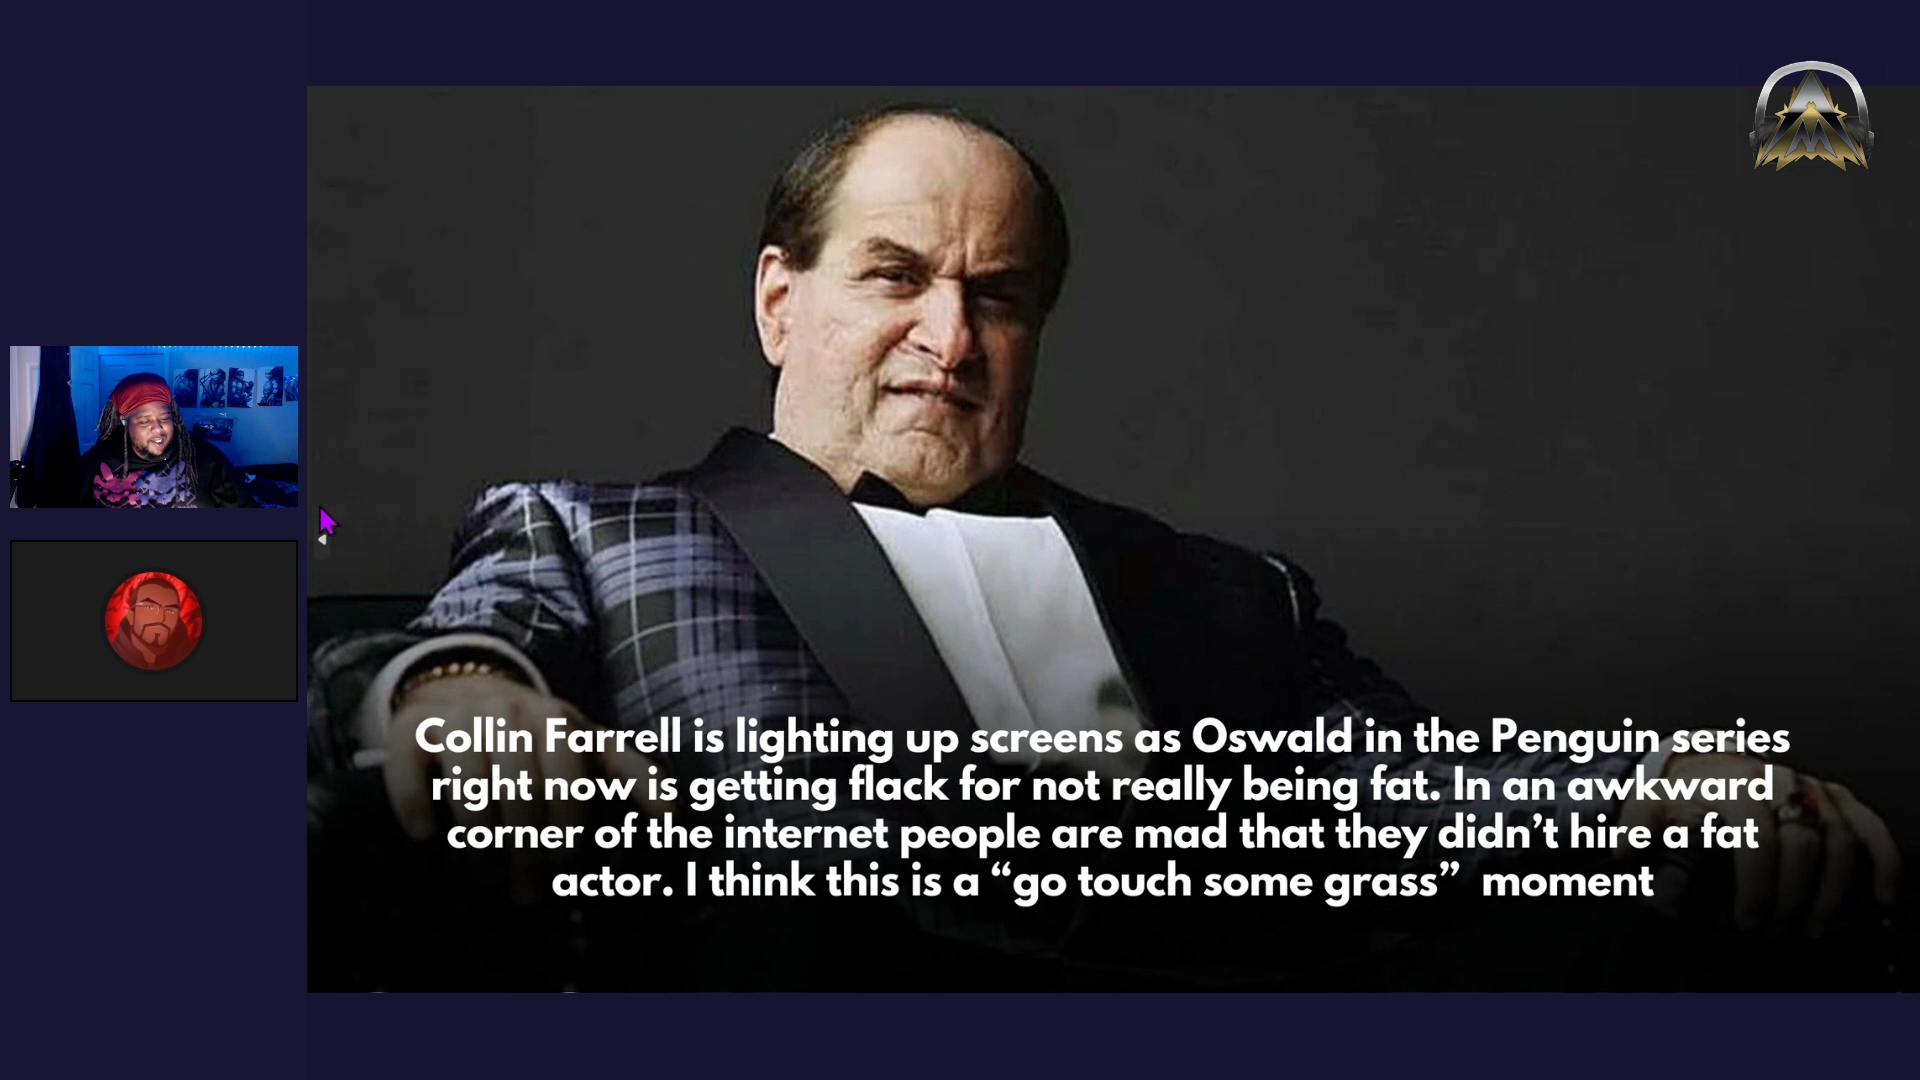 Collin Farrell is lighting up screens as Oswald in the Penguin series
right now is getting flack for not really being fat. In an awkward
corner of the internet people are mad that they didn't hire a fat
actor. I think this is a “go touch some grass” moment